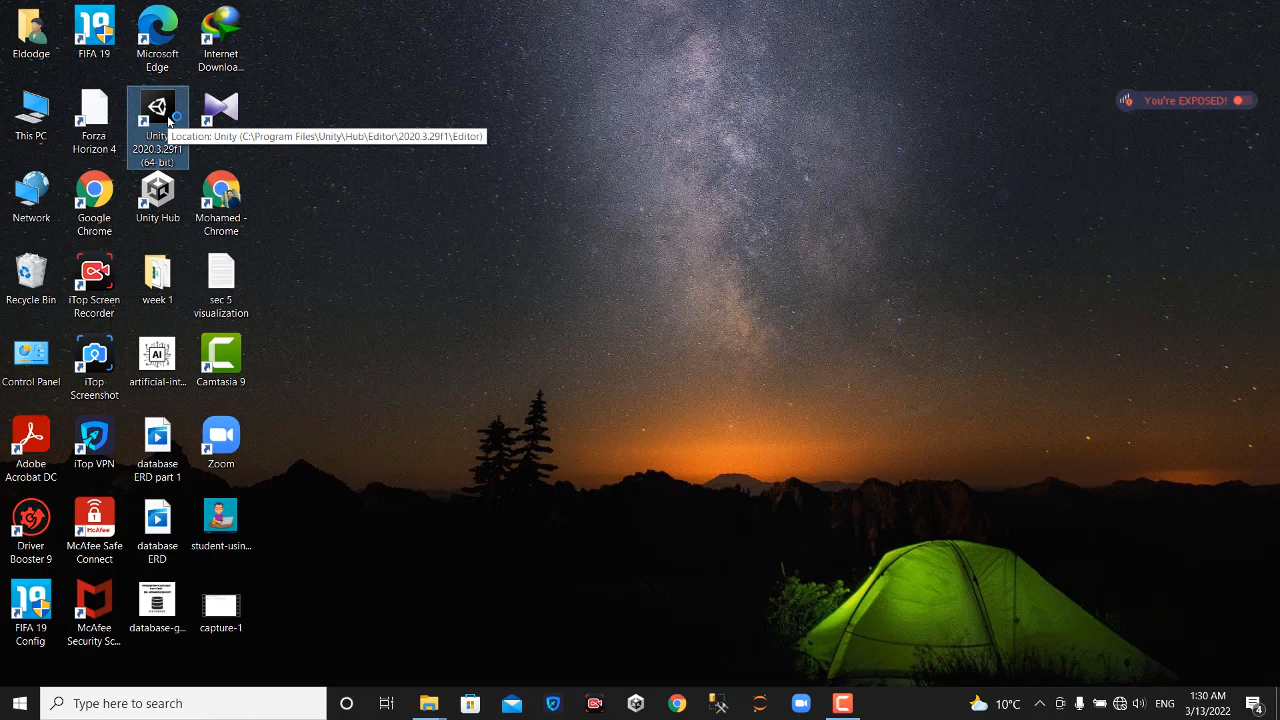 Eldodge
FIFA 19
Microsoft
Edge
Internet
Downloa...
This PC
Forza
Horizon 4
Unity
2020.3.29f1
(64-bit)
Location: Unity (C:\Program Files\Unity\Hub\Editor\2020.3.29f1\Editor)
You're EXPOSED!
Network
Google
Chrome
Unity Hub
Mohamed -
Chrome
Recycle Bin
iTop Screen
Recorder
week 1
sec 5
visualization
Control Panel
iTop
Screenshot
AI
artificial-int...
Camtasia 9
Adobe
Acrobat DC
iTop VPN
database
ERD part 1
Zoom
Driver
Booster 9
McAfee
McAfee Safe
Connect
database
ERD
student-usin...
FIFA 19
Config
McAfee
Security Sc...
database-g...
capture-1
Type here to search
10°C
1:30 AM
3/13/2022
4